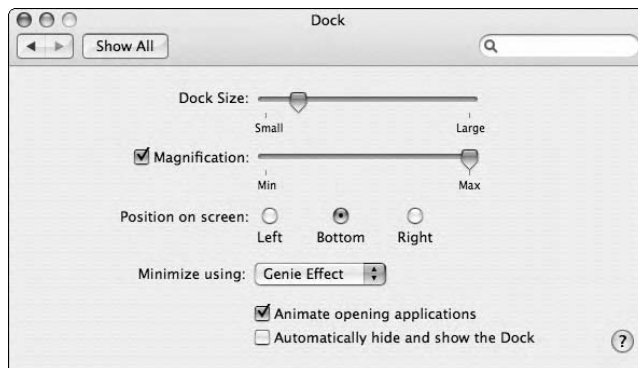 Dock
Show All
Dock Size:
Small Large
Magnification:
Min Max
Position on screen:
Left Bottom Right
Minimize using: Genie Effect
Animate opening applications
Automatically hide and show the Dock ?